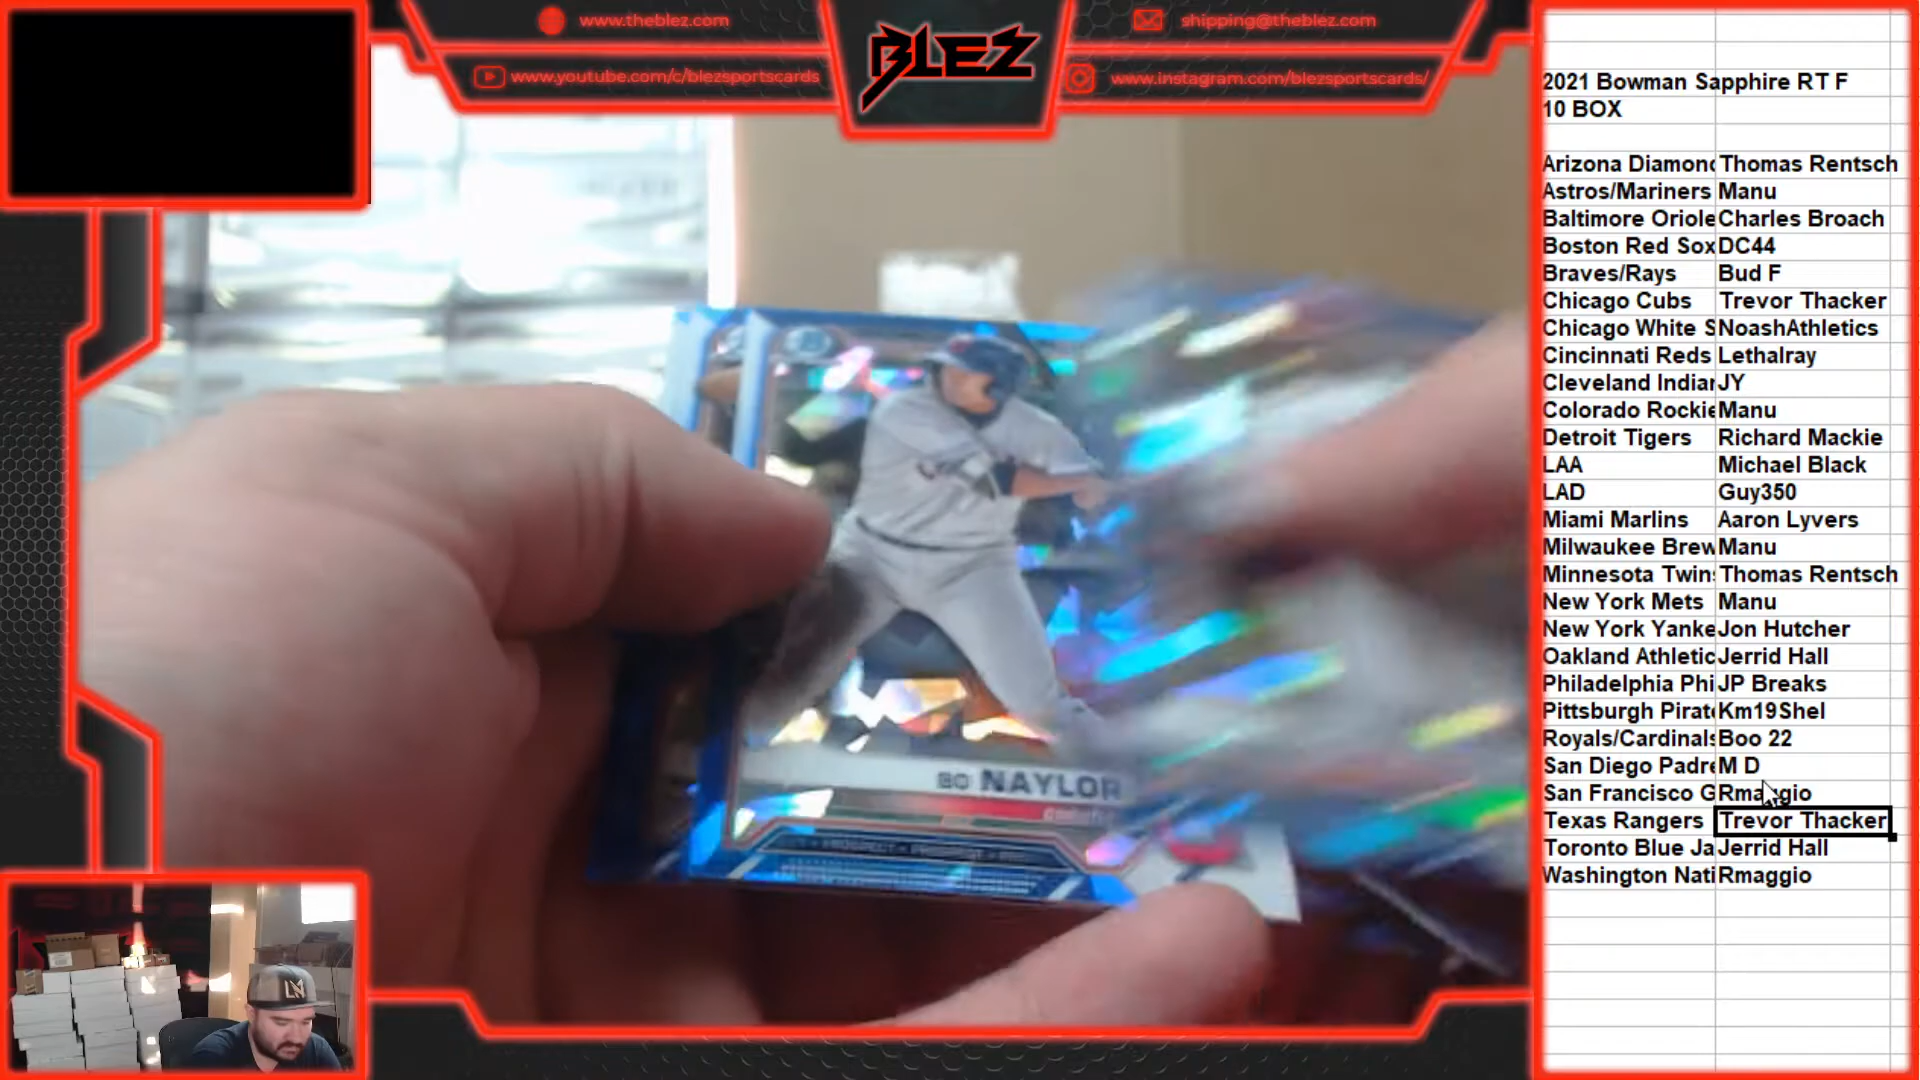 www.theblez.com
shipping@theblez.com
BLEZ
www.youtube.com/c/blezsportscards
www.instagram.com/blezsportscards/
2021 Bowman Sapphire RT F
10 BOX
Arizona Diamond Thomas Rentsch
Astros/Mariners Manu
Baltimore Oriole Charles Broach
Boston Red Sox DC44
Braves/Rays Bud F
Chicago Cubs Trevor Thacker
Chicago White S NoashAthletics
Cincinnati Reds Lethalray
Cleveland Indian JY
Colorado Rockie Manu
Detroit Tigers Richard Mackie
LAA Michael Black
LAD Guy350
Miami Marlins Aaron Lyvers
Milwaukee Brew Manu
Minnesota Twins Thomas Rentsch
New York Mets Manu
New York Yanke Jon Hutcher
Oakland Athletic Jerrid Hall
Philadelphia Phi JP Breaks
Pittsburgh Pirate Km19Shel
Royals/Cardinals Boo 22
San Diego Padre M D
San Francisco G Rmaggio
Texas Rangers Trevor Thacker
Toronto Blue Ja Jerrid Hall
Washington Nati Rmaggio
BO NAYLOR
PROSPECT